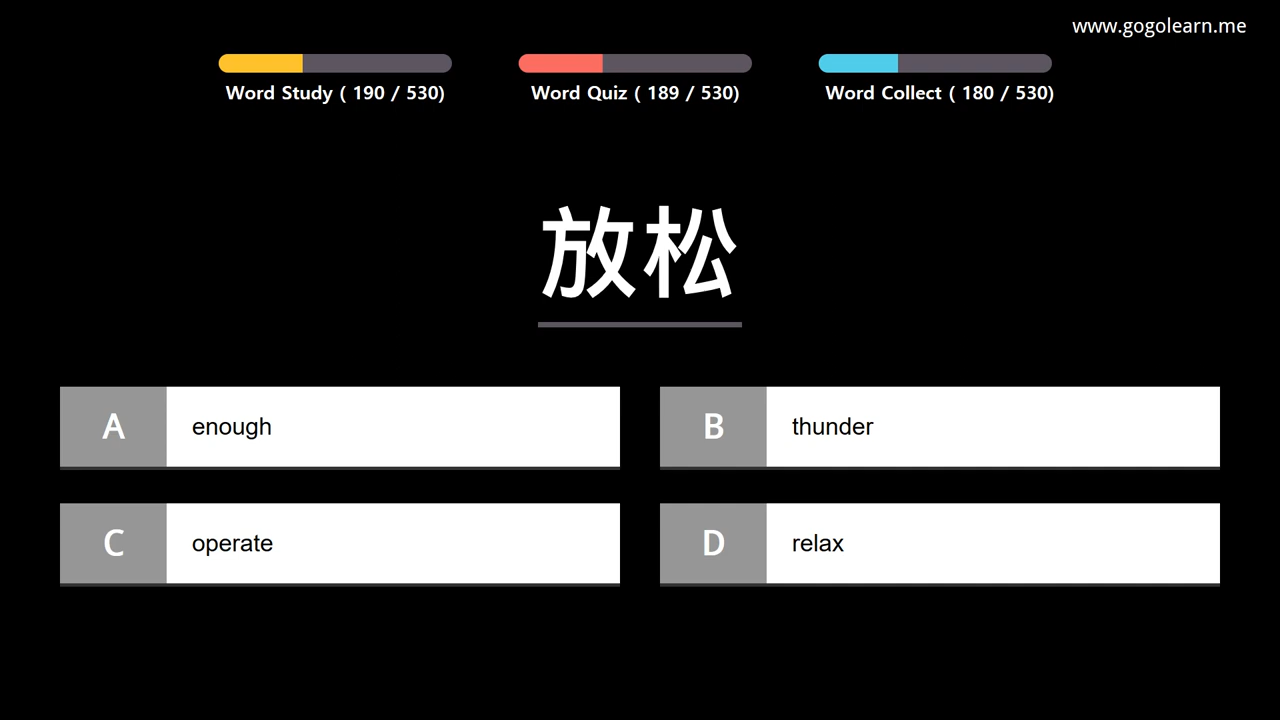 www.gogolearn.me
Word Study ( 190 / 530)
Word Quiz ( 189 / 530)
Word Collect ( 180 / 530)
放松
A enough
B thunder
C operate
D relax